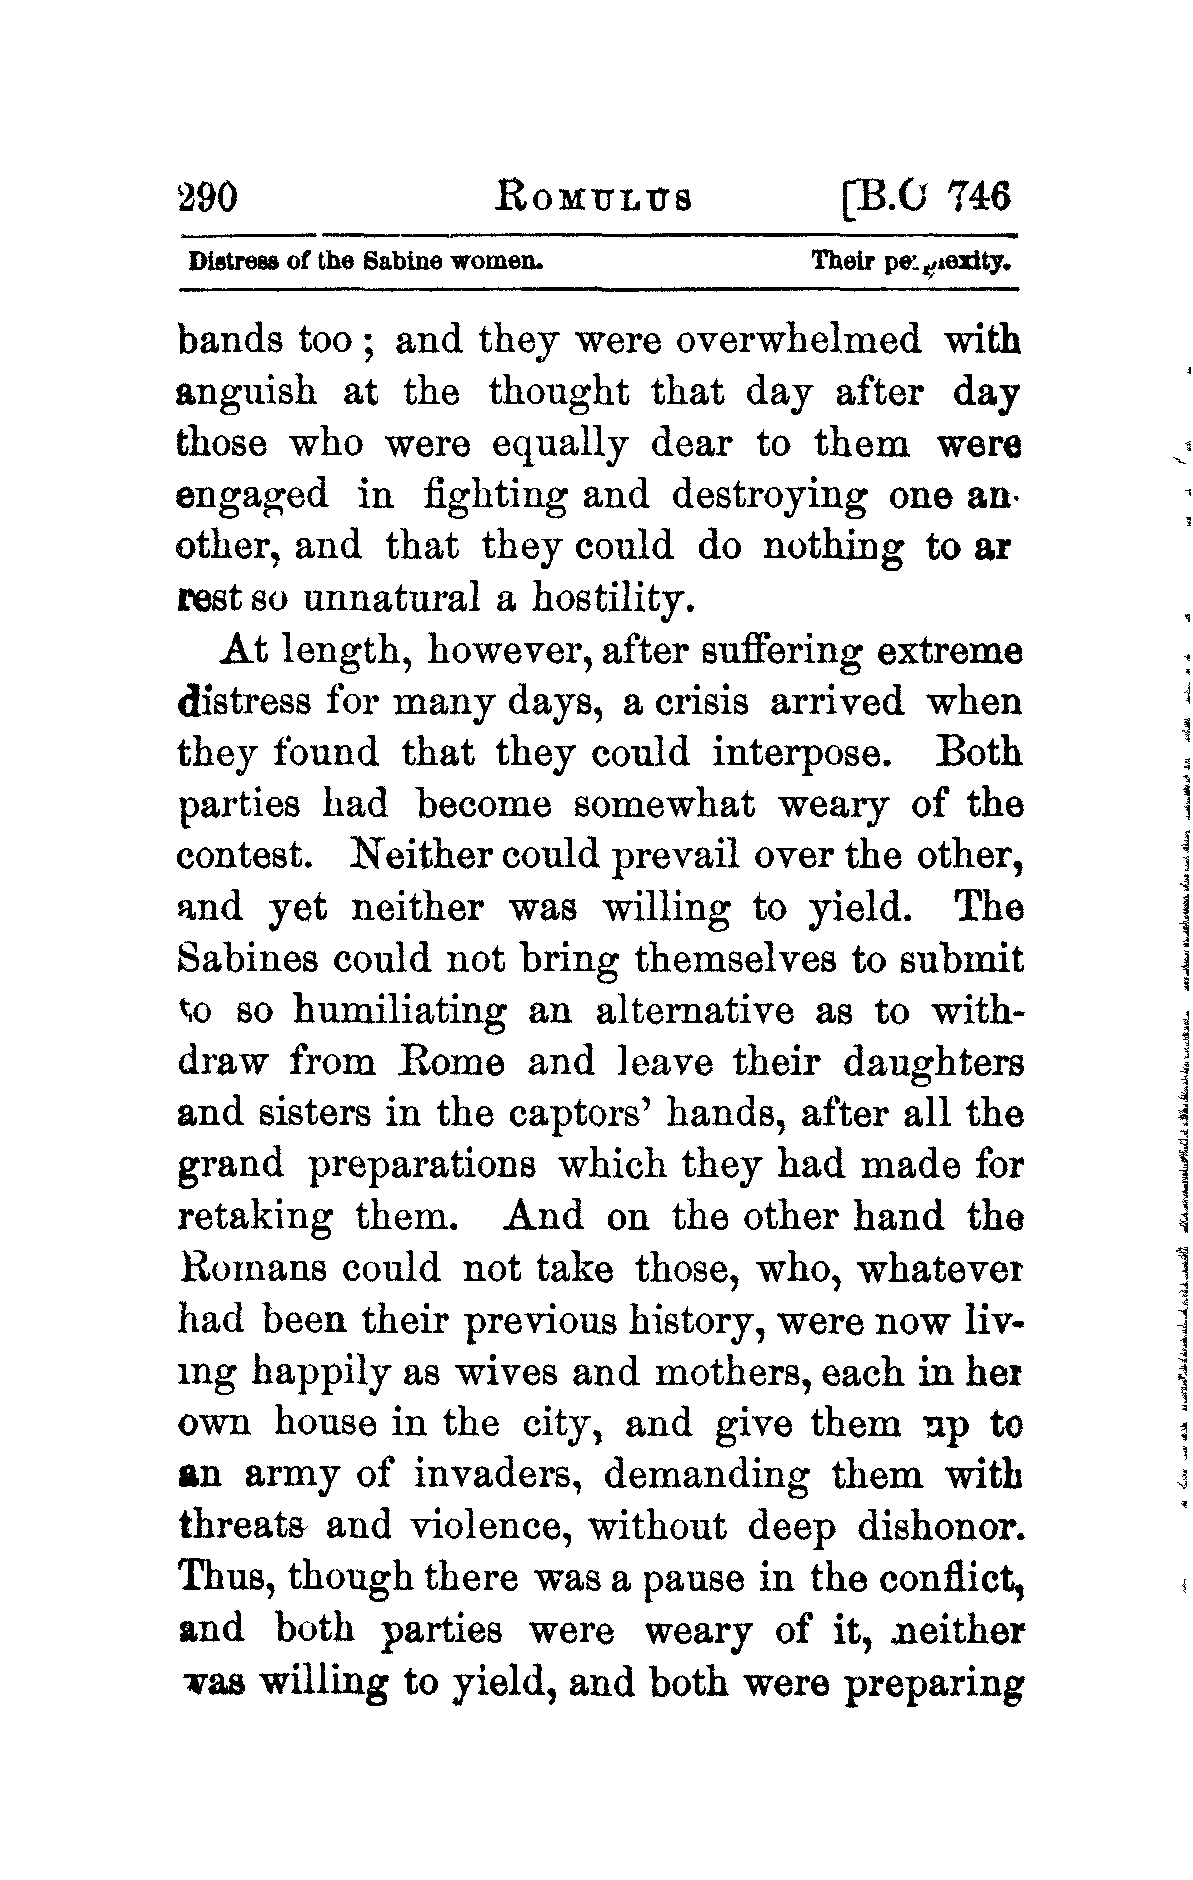 290 ROMULUS [B.C 746
Distress of the Sabine women. Their perplexity.
bands too ; and they were overwhelmed with
anguish at the thought that day after day
those who were equally dear to them were
engaged in fighting and destroying one an-
other, and that they could do nothing to ar
rest so unnatural a hostility.
At length, however, after suffering extreme
distress for many days, a crisis arrived when
they found that they could interpose. Both
parties had become somewhat weary of the
contest. Neither could prevail over the other,
and yet neither was willing to yield. The
Sabines could not bring themselves to submit
to so humiliating an alternative as to with-
draw from Rome and leave their daughters
and sisters in the captors’ hands, after all the
grand preparations which they had made for
retaking them. And on the other hand the
Romans could not take those, who, whatever
had been their previous history, were now liv-
ing happily as wives and mothers, each in her
own house in the city, and give them up to
an army of invaders, demanding them with
threats and violence, without deep dishonor.
Thus, though there was a pause in the conflict,
and both parties were weary of it, neither
was willing to yield, and both were preparing